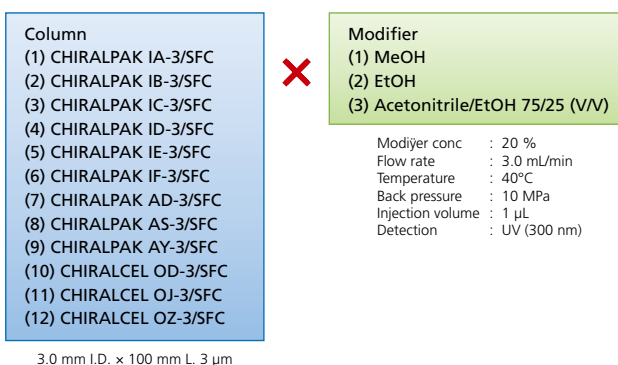 Column
(1) CHIRALPAK IA-3/SFC
(2) CHIRALPAK IB-3/SFC
(3) CHIRALPAK IC-3/SFC
(4) CHIRALPAK ID-3/SFC
(5) CHIRALPAK IE-3/SFC
(6) CHIRALPAK IF-3/SFC
(7) CHIRALPAK AD-3/SFC
(8) CHIRALPAK AS-3/SFC
(9) CHIRALPAK AY-3/SFC
(10) CHIRALCEL OD-3/SFC
(11) CHIRALCEL OJ-3/SFC
(12) CHIRALCEL OZ-3/SFC
3.0 mm I.D. × 100 mm L. 3 µm
Modifier
(1) MeOH
(2) EtOH
(3) Acetonitrile/EtOH 75/25 (V/V)
Modiÿer conc : 20 %
Flow rate : 3.0 mL/min
Temperature : 40°C
Back pressure : 10 MPa
Injection volume : 1 µL
Detection : UV (300 nm)